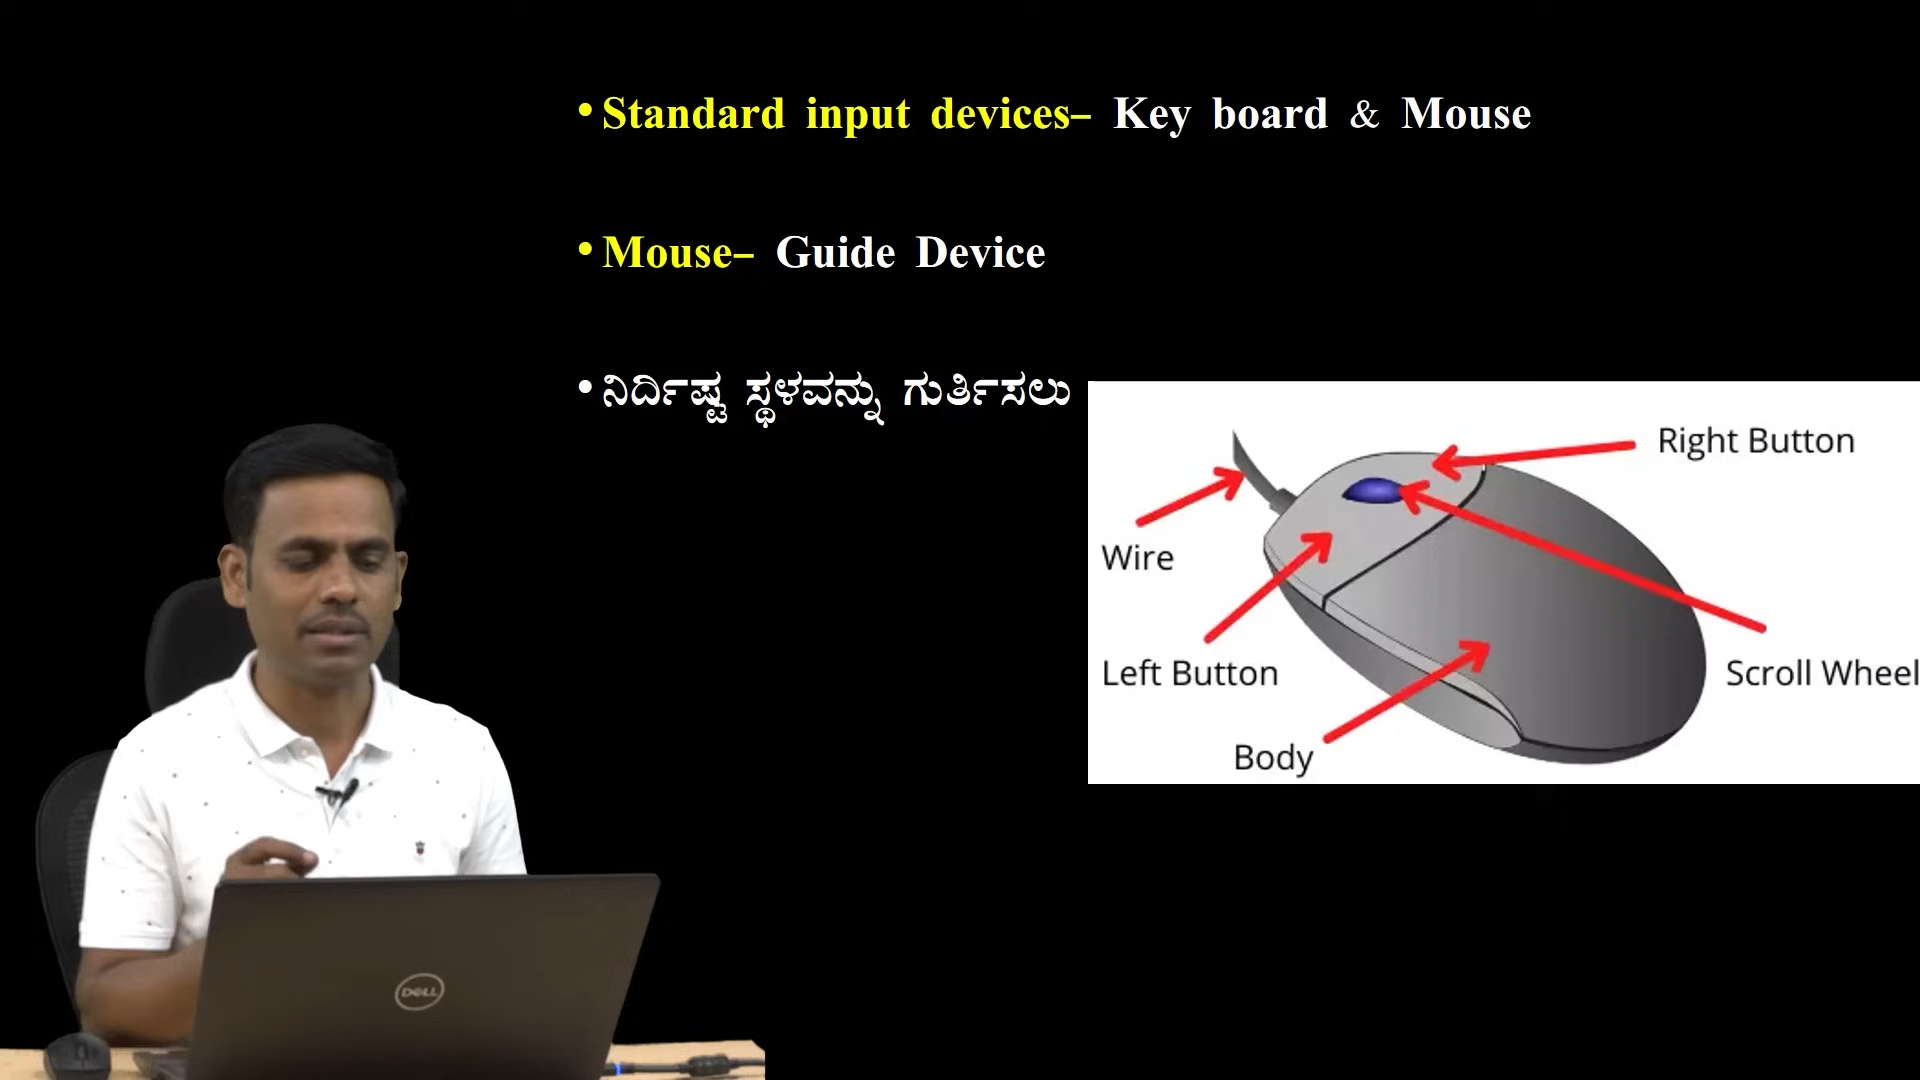 •Standard input devices– Key board & Mouse
•Mouse– Guide Device
•ನಿರ್ದಿಷ್ಟ ಸ್ಥಳವನ್ನು ಗುರ್ತಿಸಲು
Right Button
Wire
Left Button
Scroll Wheel
Body
DELL